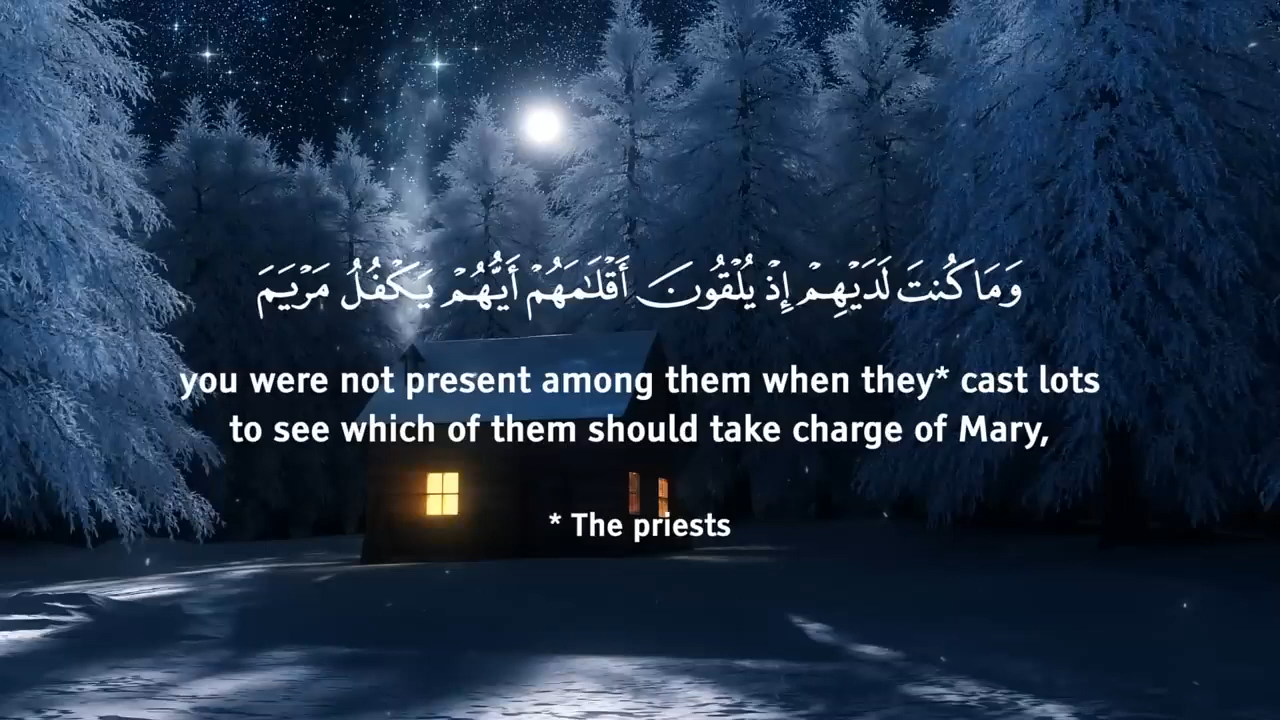 وَمَا كُنتَ لَدَيْهِمْ إِذْ يُلْقُونَ أَقْلَـٰمَهُمْ أَيُّهُمْ يَكْفُلُ مَرْيَمَ
you were not present among them when they* cast lots
to see which of them should take charge of Mary,
* The priests